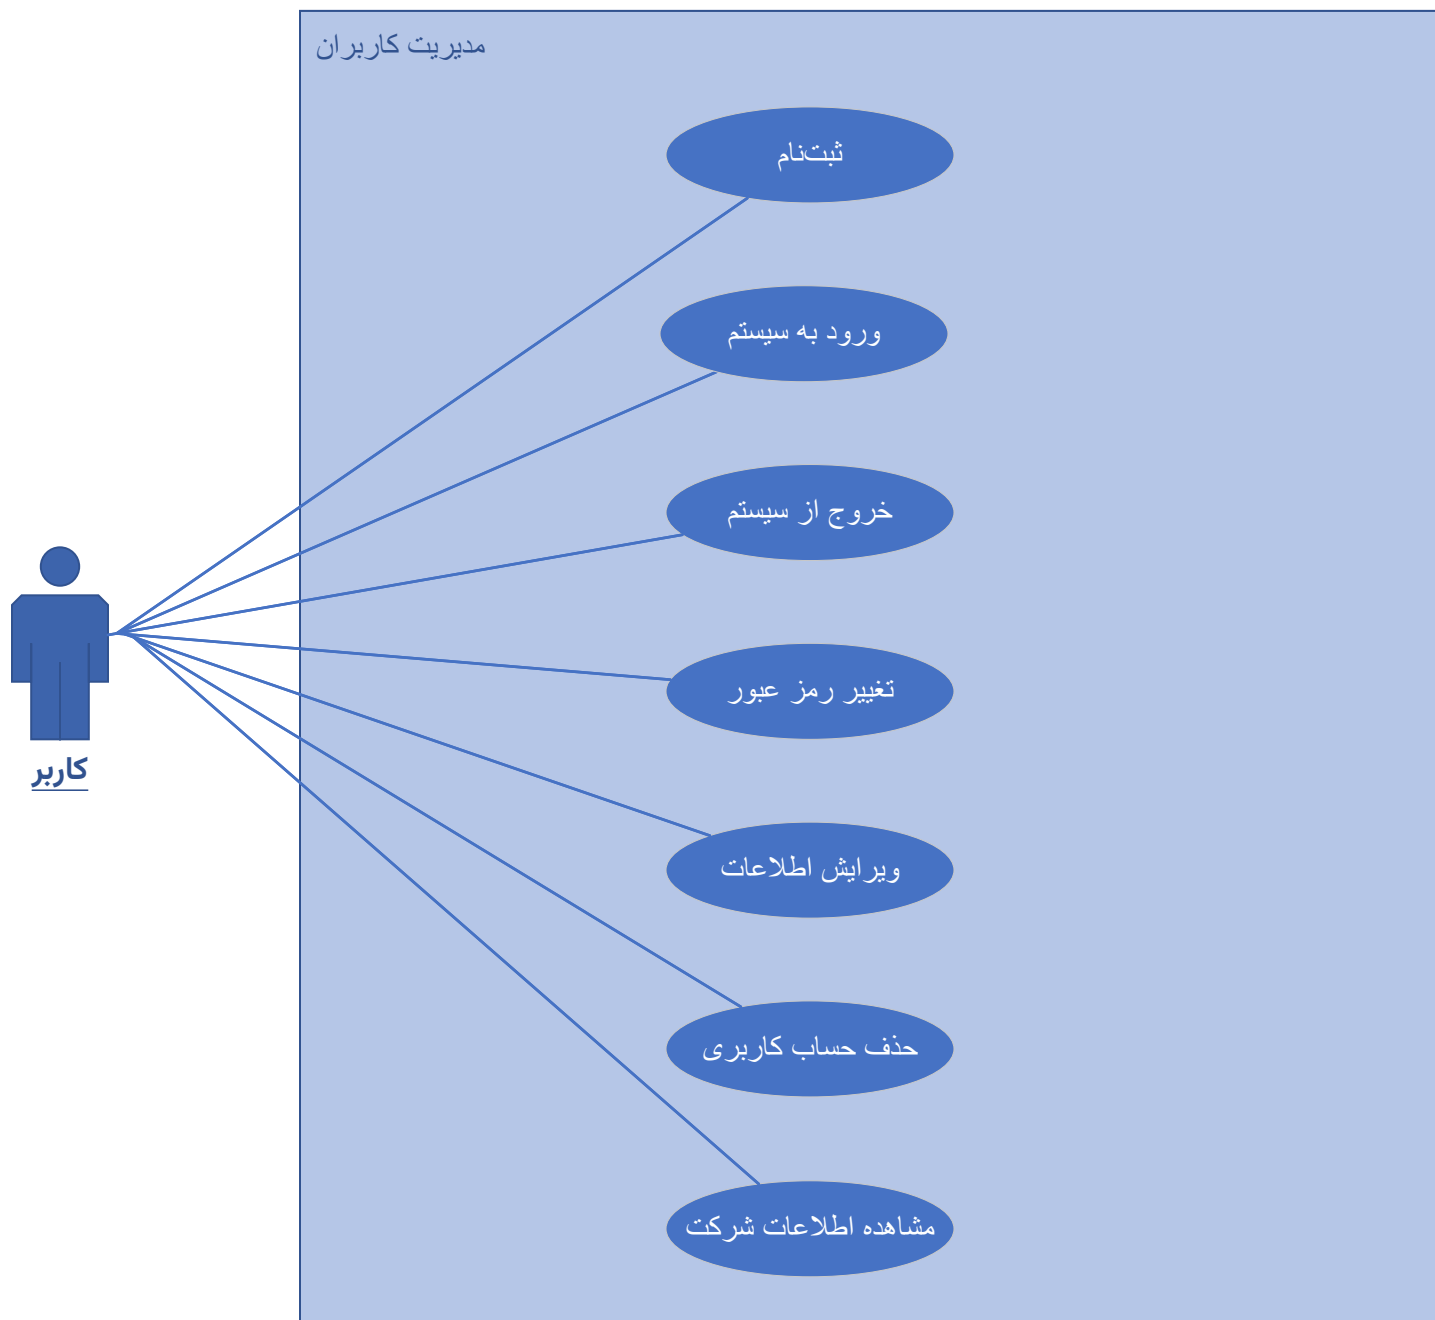 مدیریت کاربران
ثبت‌نام
ورود به سیستم
خروج از سیستم
تغییر رمز عبور
کاربر
ویرایش اطلاعات
حذف حساب کاربری
مشاهده اطلاعات شرکت